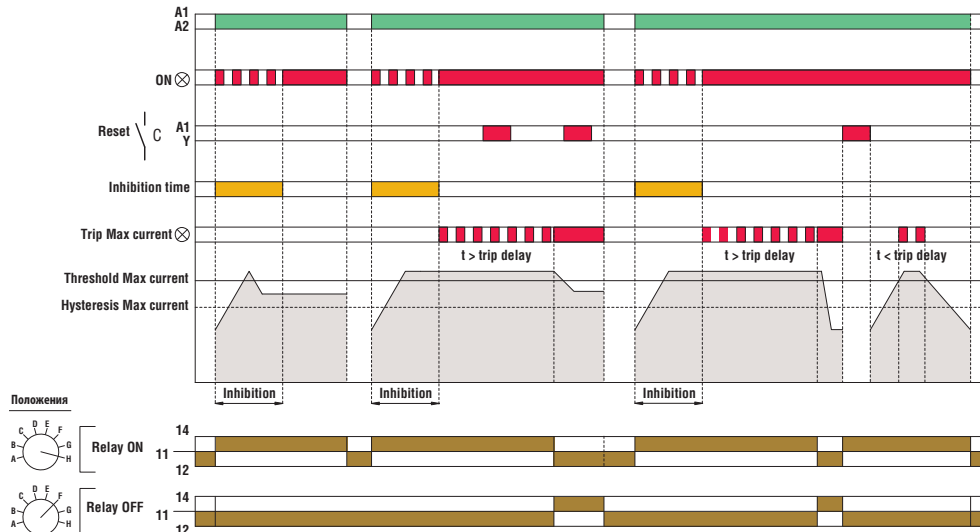 A1
A2
ON
Reset C A1
Y
Inhibition time
Trip Max current
t > trip delay t > trip delay t < trip delay
Threshold Max current
Hysteresis Max current
Inhibition Inhibition Inhibition
Положения
A B C D E F G H
Relay ON
14
11
12
A B C D E F G H
Relay OFF
14
11
12